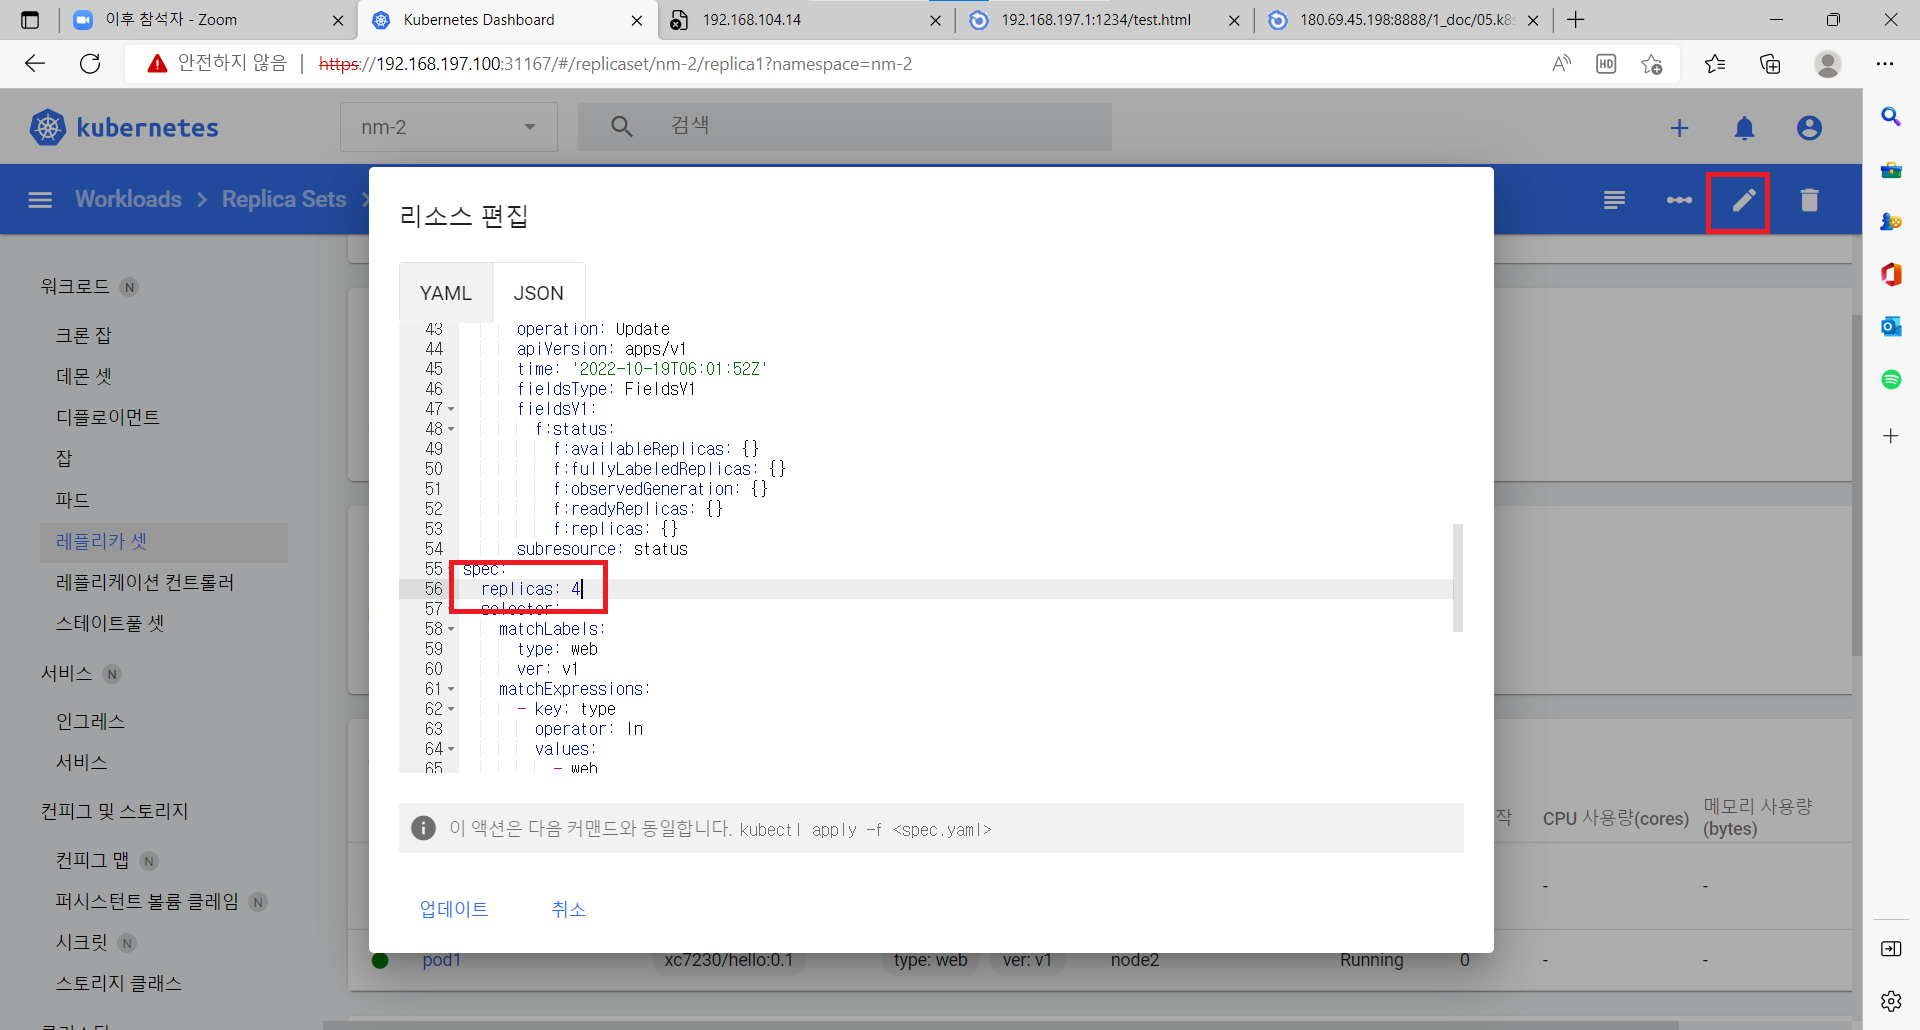 이후 참석자 - Zoom
Kubernetes Dashboard
192.168.104.14
192.168.197.1:1234/test.html
180.69.45.198:8888/1_doc/05.k8s
안전하지 않음 | https://192.168.197.100:31167/#/replicaset/nm-2/replica1?namespace=nm-2
HD
kubernetes
nm-2
검색
Workloads > Replica Sets >
리소스 편집
YAML
JSON
43 operation: Update
44 apiVersion: apps/v1
45 time: '2022-10-19T06:01:52Z'
46 fieldsType: FieldsV1
47 fieldsV1:
48 f:status:
49 f:availableReplicas: {}
50 f:fullyLabeledReplicas: {}
51 f:observedGeneration: {}
52 f:readyReplicas: {}
53 f:replicas: {}
54 subresource: status
55 spec:
56 replicas: 4
57 selector:
58 matchLabels:
59 type: web
60 ver: v1
61 matchExpressions:
62 - key: type
63 operator: In
64 values:
65 - web
이 액션은 다음 커맨드와 동일합니다. kubectl apply -f <spec.yaml>
업데이트
취소
워크로드 N
크론 잡
데몬 셋
디플로이먼트
잡
파드
레플리카 셋
레플리케이션 컨트롤러
스테이트풀 셋
서비스 N
인그레스
서비스
컨피그 및 스토리지
컨피그 맵 N
퍼시스턴트 볼륨 클레임 N
시크릿 N
스토리지 클래스
작
CPU 사용량(cores)
메모리 사용량
(bytes)
-
-
pod1
xc7230/hello:0.1
type: web
ver: v1
node2
Running
0
-
-